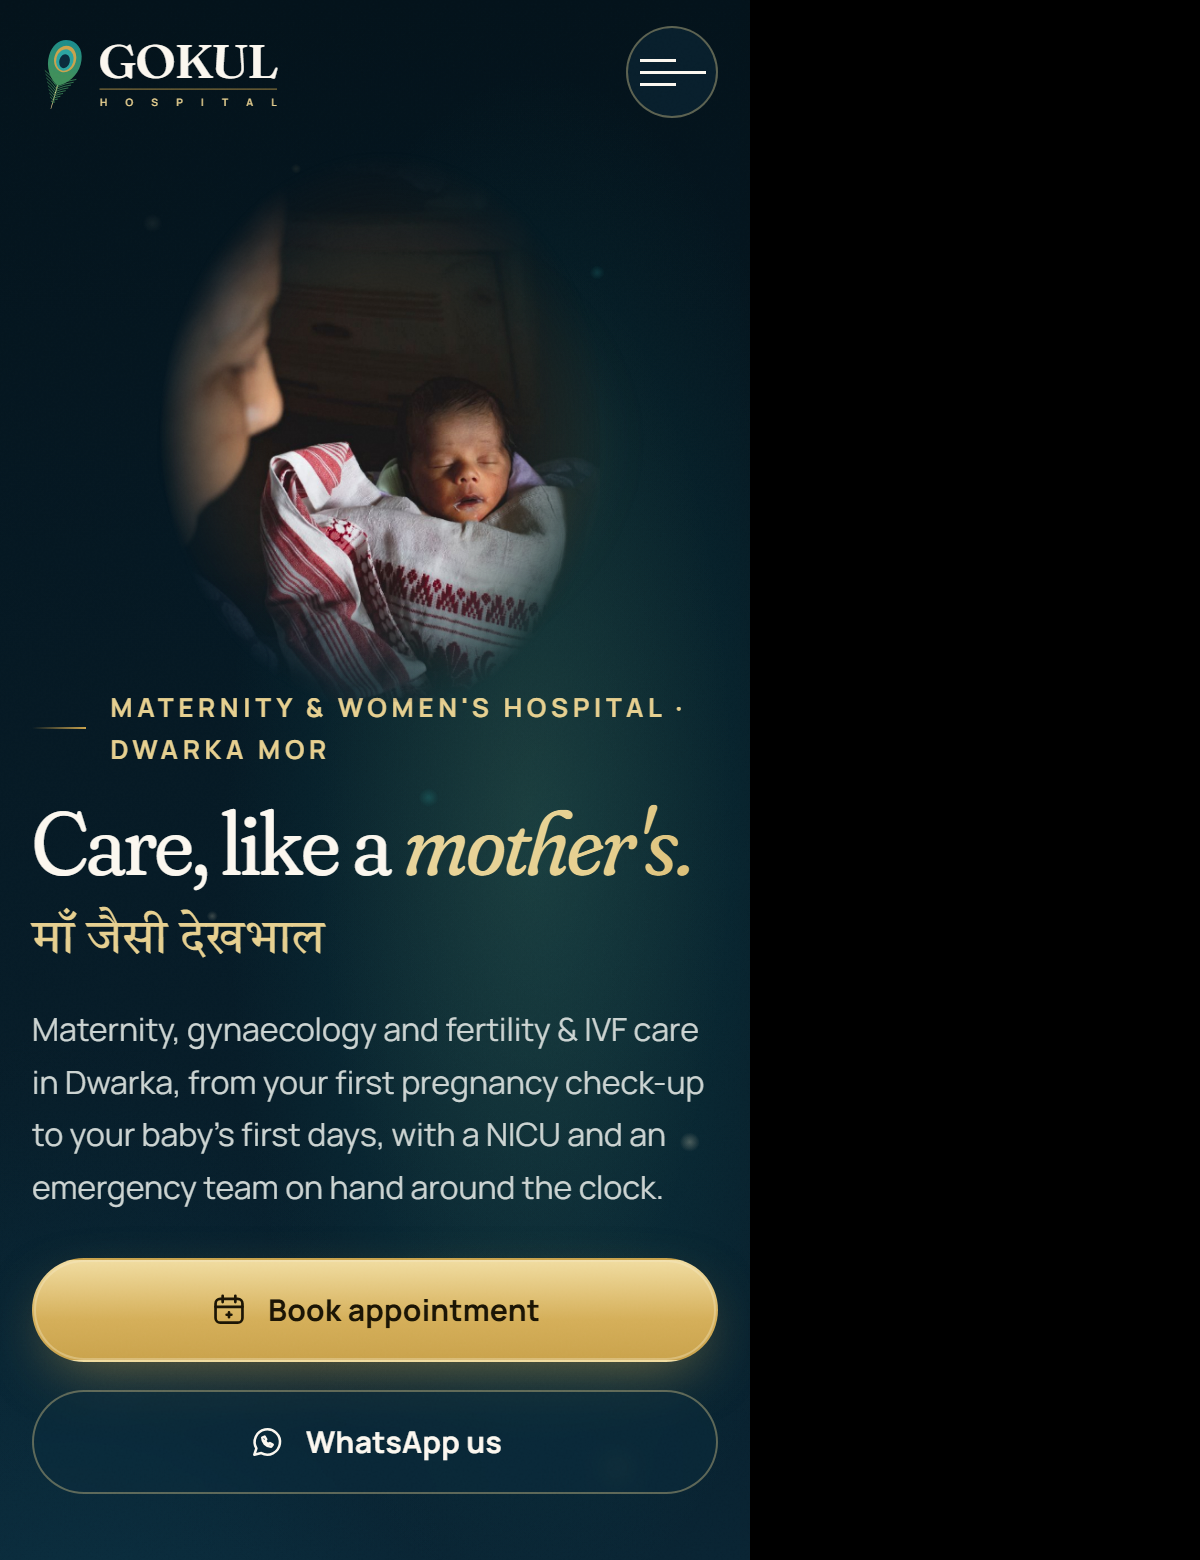 GOKUL
HOSPITAL
MATERNITY & WOMEN'S HOSPITAL ·
DWARKA MOR
Care, like a mother's.
माँ जैसी देखभाल
Maternity, gynaecology and fertility & IVF care
in Dwarka, from your first pregnancy check-up
to your baby’s first days, with a NICU and an
emergency team on hand around the clock.
Book appointment
WhatsApp us